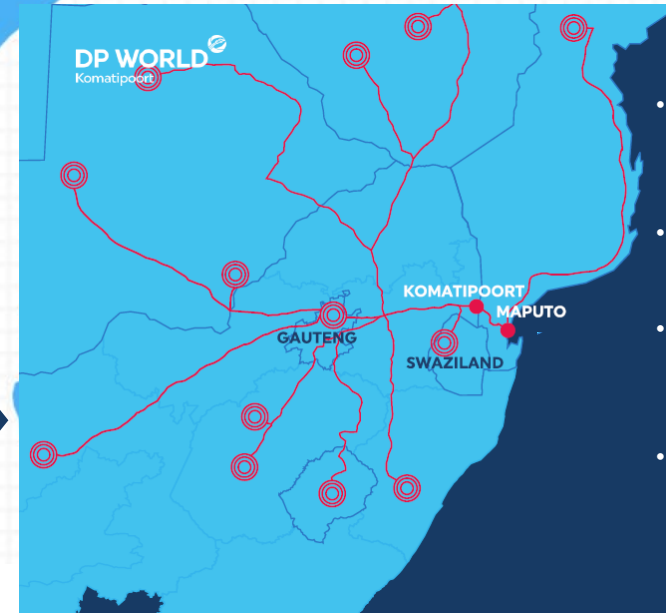 DP WORLD
Komatipoort
KOMATIPOORT
MAPUTO
GAUTENG
SWAZILAND